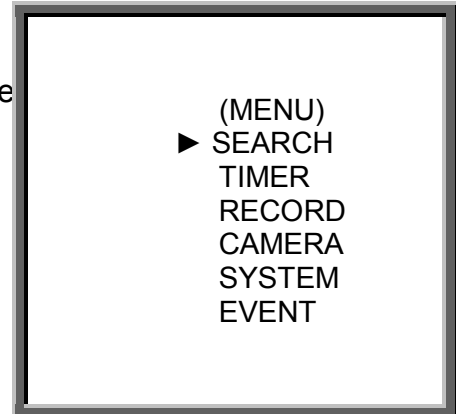 e
(MENU)
► SEARCH
TIMER
RECORD
CAMERA
SYSTEM
EVENT